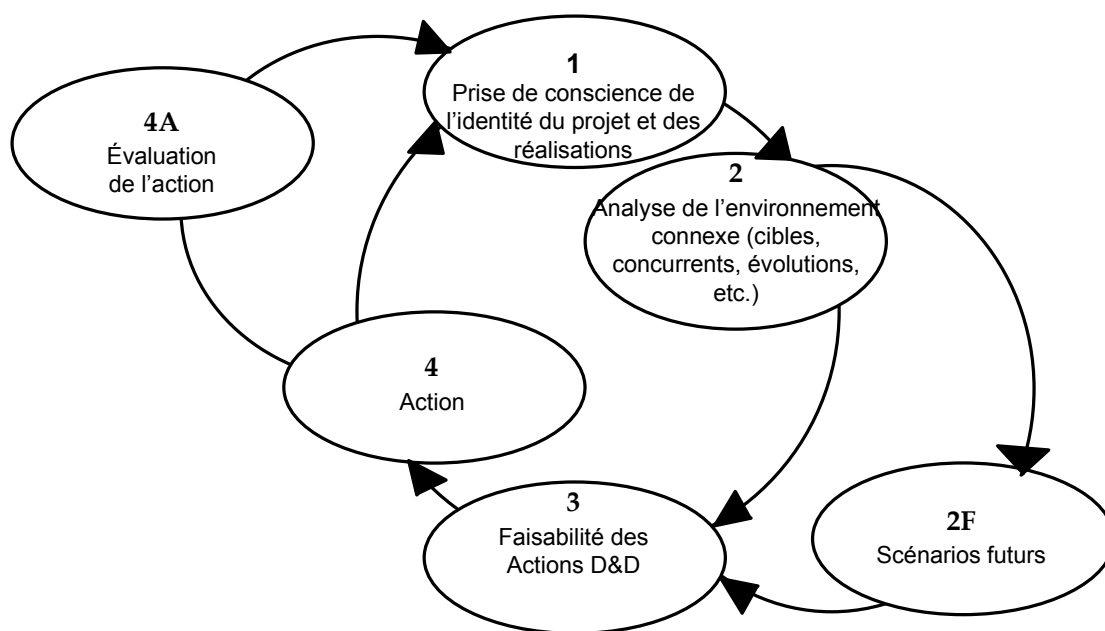 1
Prise de conscience de
l’identité du projet et des
réalisations
4A
Évaluation
de l’action
2
Analyse de l’environnement
connexe (cibles,
concurrents, évolutions,
etc.)
4
Action
3
Faisabilité des
Actions D&D
2F
Scénarios futurs